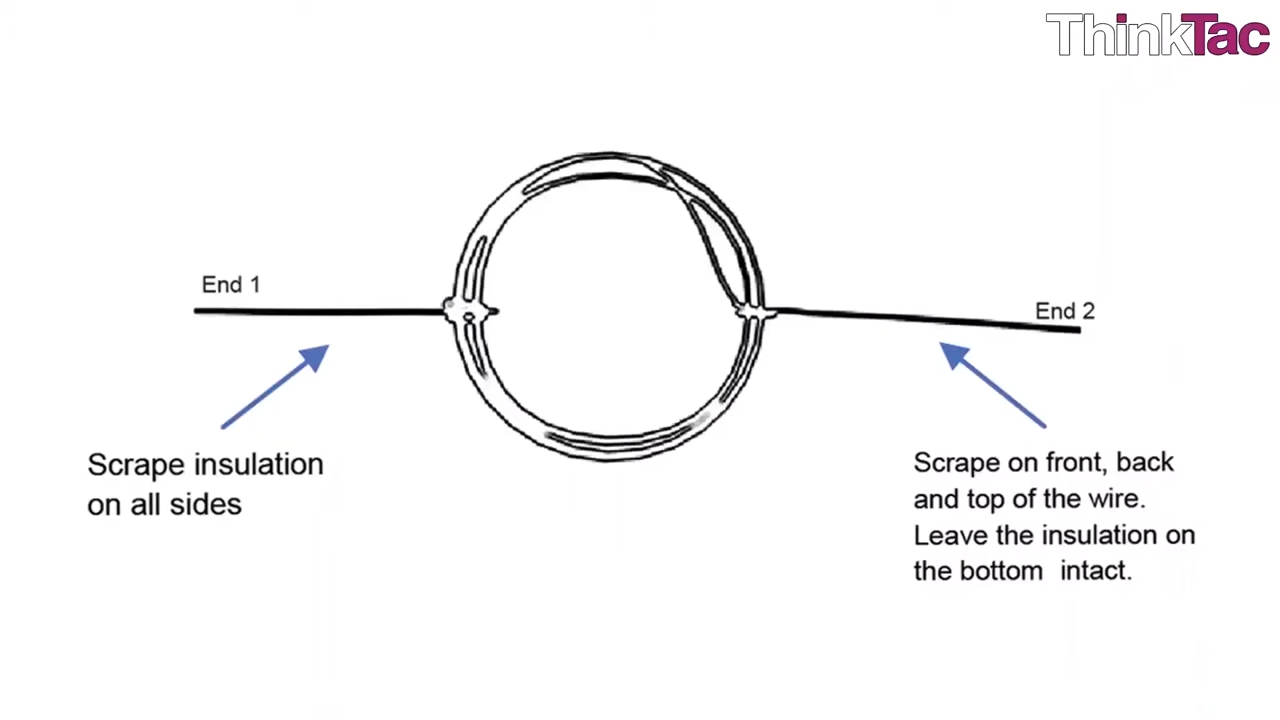 ThinkTac
End 1
End 2
Scrape insulation
on all sides
Scrape on front, back
and top of the wire.
Leave the insulation on
the bottom intact.